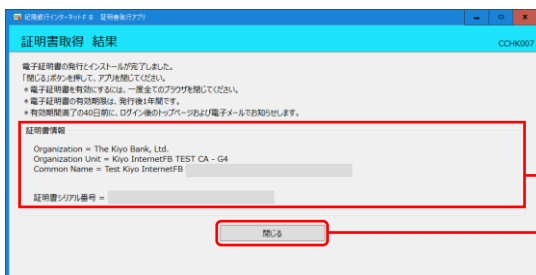 紀陽銀行インターネットFB 証明書発行アプリ
証明書取得 結果
CCHK007
電子証明書の発行とインストールが完了しました。
「閉じる」ボタンを押して、アプリを閉じてください。
*電子証明書を有効にするには、一度全てのブラウザを閉じてください。
*電子証明書の有効期限は、発行後1年間です。
*有効期間満了の40日前に、ログイン後のトップページおよび電子メールでお知らせします。
証明書情報
Organization = The Kiyo Bank, Ltd.
Organization Unit = Kiyo InternetFB TEST CA - G4
Common Name = Test Kiyo InternetFB
証明書シリアル番号 =
閉じる